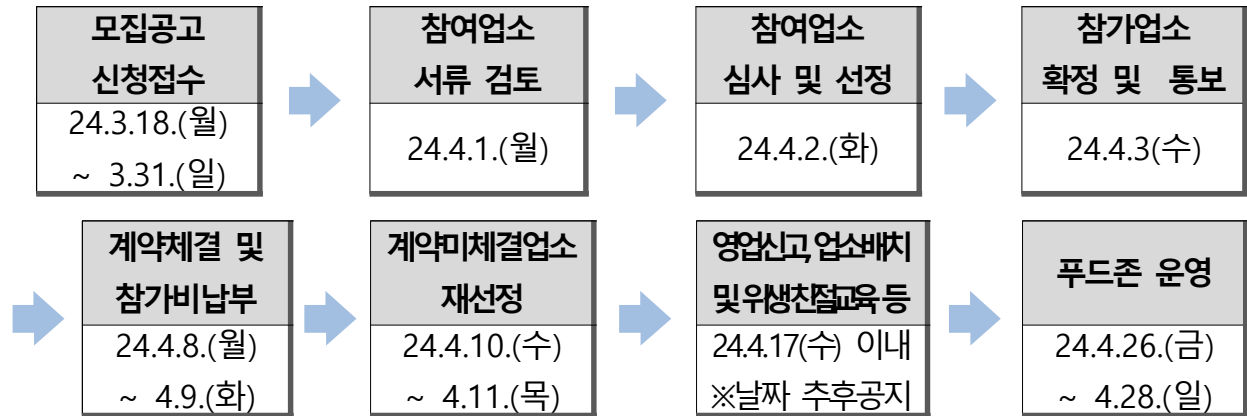 모집공고
신청접수
24.3.18.(월)
~ 3.31.(일)
참여업소
서류 검토
24.4.1.(월)
참여업소
심사 및 선정
24.4.2.(화)
참가업소
확정 및 통보
24.4.3(수)
계약체결 및
참가비납부
24.4.8.(월)
~ 4.9.(화)
계약미체결업소
재선정
24.4.10.(수)
~ 4.11.(목)
영업신고, 업소배치
및 위생친절교육 등
24.4.17(수) 이내
※날짜 추후공지
푸드존 운영
24.4.26.(금)
~ 4.28.(일)